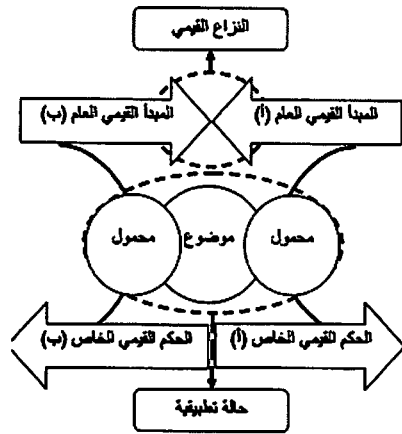 النزاع القيمي
المبدأ القيمي العام (أ)
المبدأ القيمي العام (ب)
محمول
موضوع
محمول
الحكم القيمي الخاص (أ)
الحكم القيمي الخاص (ب)
حالة تطبيقية